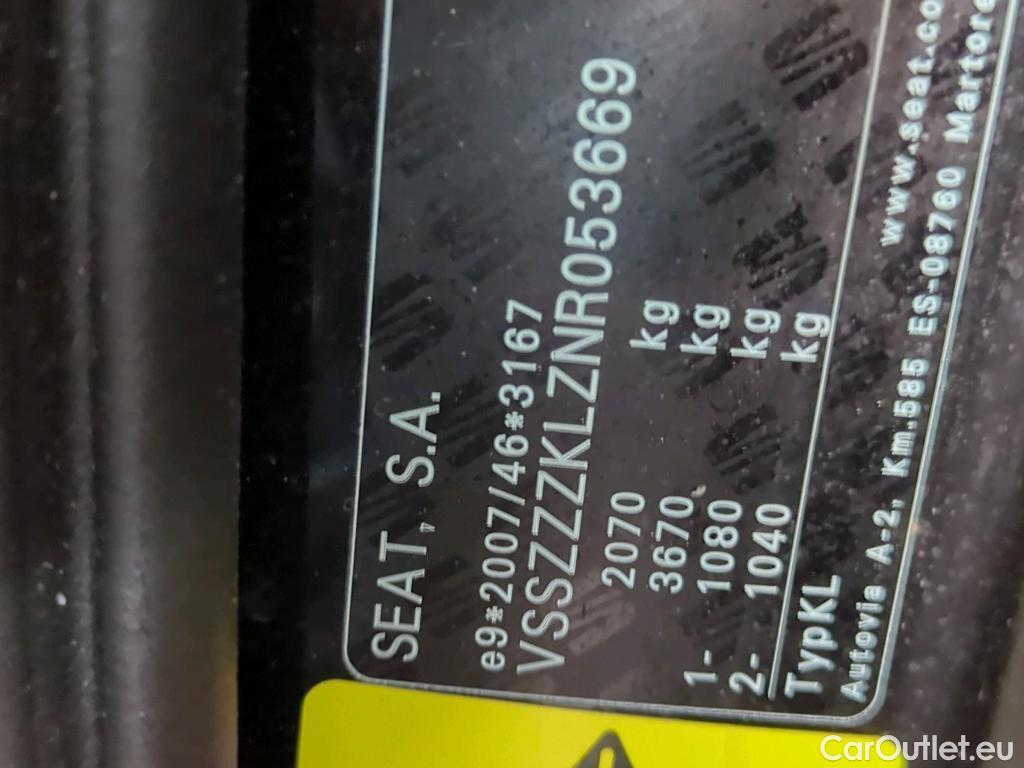 SEAT, S.A.
e9*2007/46*3167
VSSZZZKLZNR053669
2070 kg
3670 kg
1- 1080 kg
2- 1040 kg
TypKL
www.seat.co
Autovia A-2, Km.585 ES-08760 Martore
CarOutlet.eu